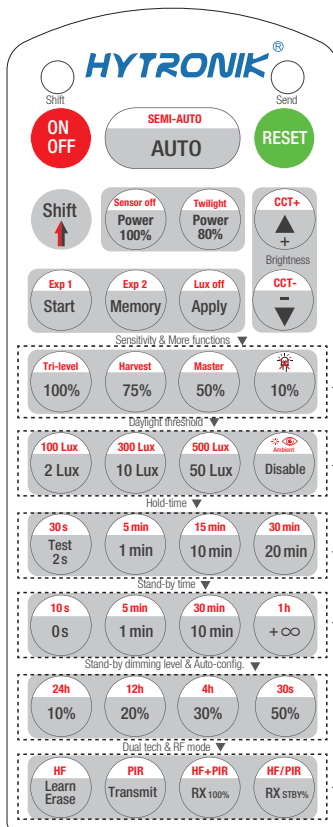 HYTRONIK®
Shift
Send
ON
OFF
SEMI-AUTO
AUTO
RESET
Shift
Sensor off
Power
100%
Twilight
Power
80%
CCT+
+
Brightness
CCT-
-
Exp 1
Start
Exp 2
Memory
Lux off
Apply
Sensitivity & More functions
Tri-level
100%
Harvest
75%
Master
50%
10%
Daylight threshold
100 Lux
2 Lux
300 Lux
10 Lux
500 Lux
50 Lux
Ambient
Disable
Hold-time
30s
Test
2s
5 min
1 min
15 min
10 min
30 min
20 min
Stand-by time
10 s
0s
5 min
1 min
30 min
10 min
1h
+∞
Stand-by dimming level & Auto-config.
24h
10%
12h
20%
4h
30%
30s
50%
Dual tech & RF mode
HF
Learn
Erase
PIR
Transmit
HF+PIR
RX 100%
HF/PIR
RX STBY%